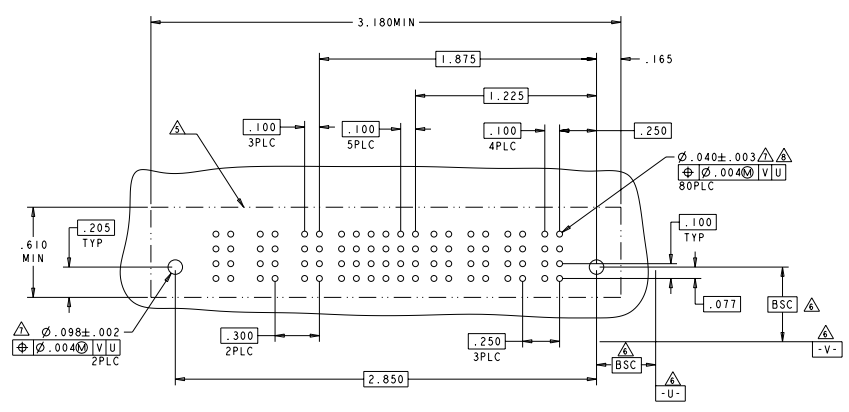 3.180MIN
1.875
.165
1.225
.100
3PLC
.100
5PLC
.100
4PLC
.250
5
Ø.040±.003 7 8
⌖ Ø.004Ⓜ V U
80PLC
.205
TYP
.610
MIN
.100
TYP
.077
BSC 6
7 Ø.098±.002
⌖ Ø.004Ⓜ V U
2PLC
.300
2PLC
.250
3PLC
6
BSC
6
-V-
2.850
6
-U-